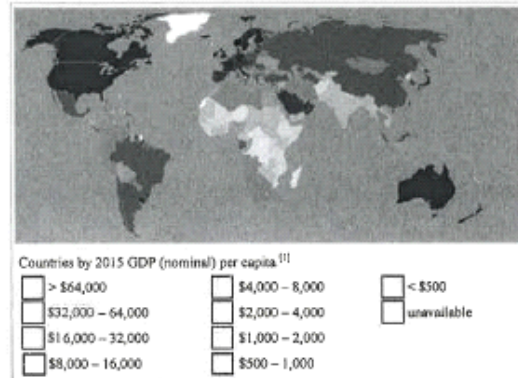 Countries by 2015 GDP (nominal) per capita.[1]
> $64,000
$32,000 – 64,000
$16,000 – 32,000
$8,000 – 16,000
$4,000 – 8,000
$2,000 – 4,000
$1,000 – 2,000
$500 – 1,000
< $500
unavailable